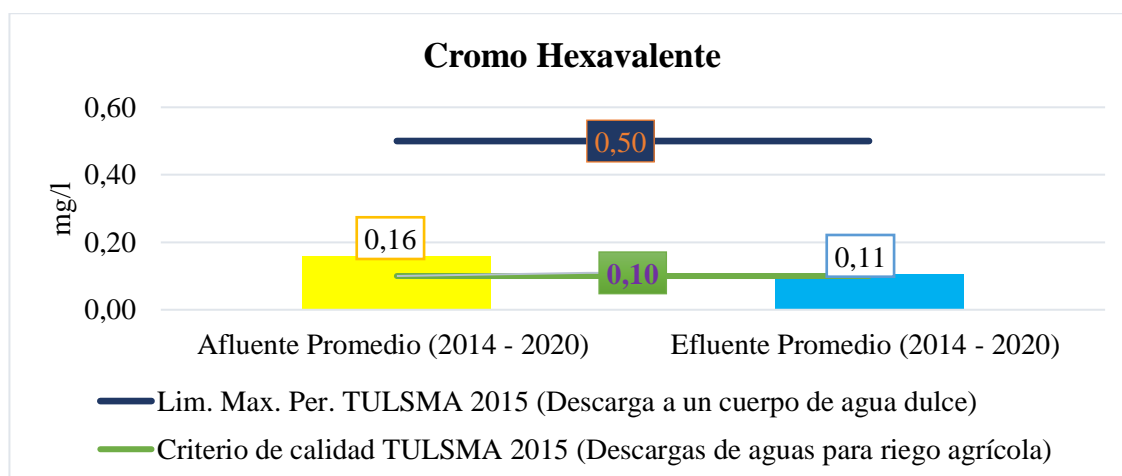 Cromo Hexavalente
0,60
0,50
0,40
mg/l
0,16
0,20
0,11
0,10
0,00
Afluente Promedio (2014 - 2020)
Efluente Promedio (2014 - 2020)
Lim. Max. Per. TULSMA 2015 (Descarga a un cuerpo de agua dulce)
Criterio de calidad TULSMA 2015 (Descargas de aguas para riego agrícola)